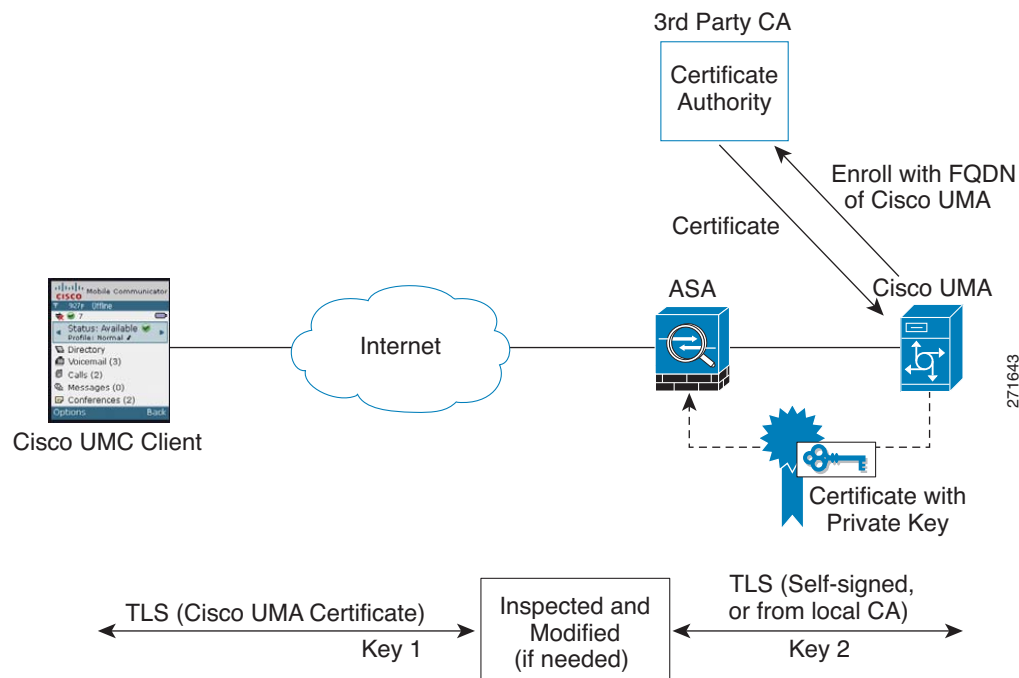 3rd Party CA
Certificate
Authority
Enroll with FQDN
of Cisco UMA
Certificate
Cisco UMA
ASA
Internet
CISCO Mobile Communicator
927p Offline
7
Status: Available
Profile: Normal
Directory
Voicemail (3)
Calls (2)
Messages (0)
Conferences (2)
Options Back
Cisco UMC Client
271643
Certificate with
Private Key
TLS (Cisco UMA Certificate)
Key 1
Inspected and
Modified
(if needed)
TLS (Self-signed,
or from local CA)
Key 2